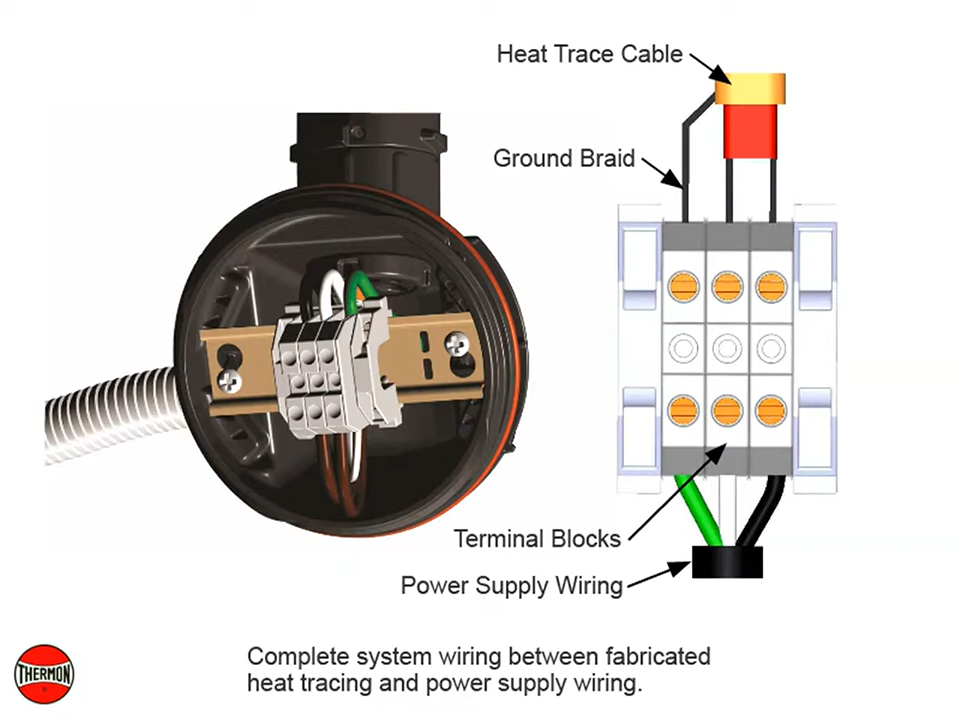 Heat Trace Cable
Ground Braid
Terminal Blocks
Power Supply Wiring
THERMON
Complete system wiring between fabricated
heat tracing and power supply wiring.